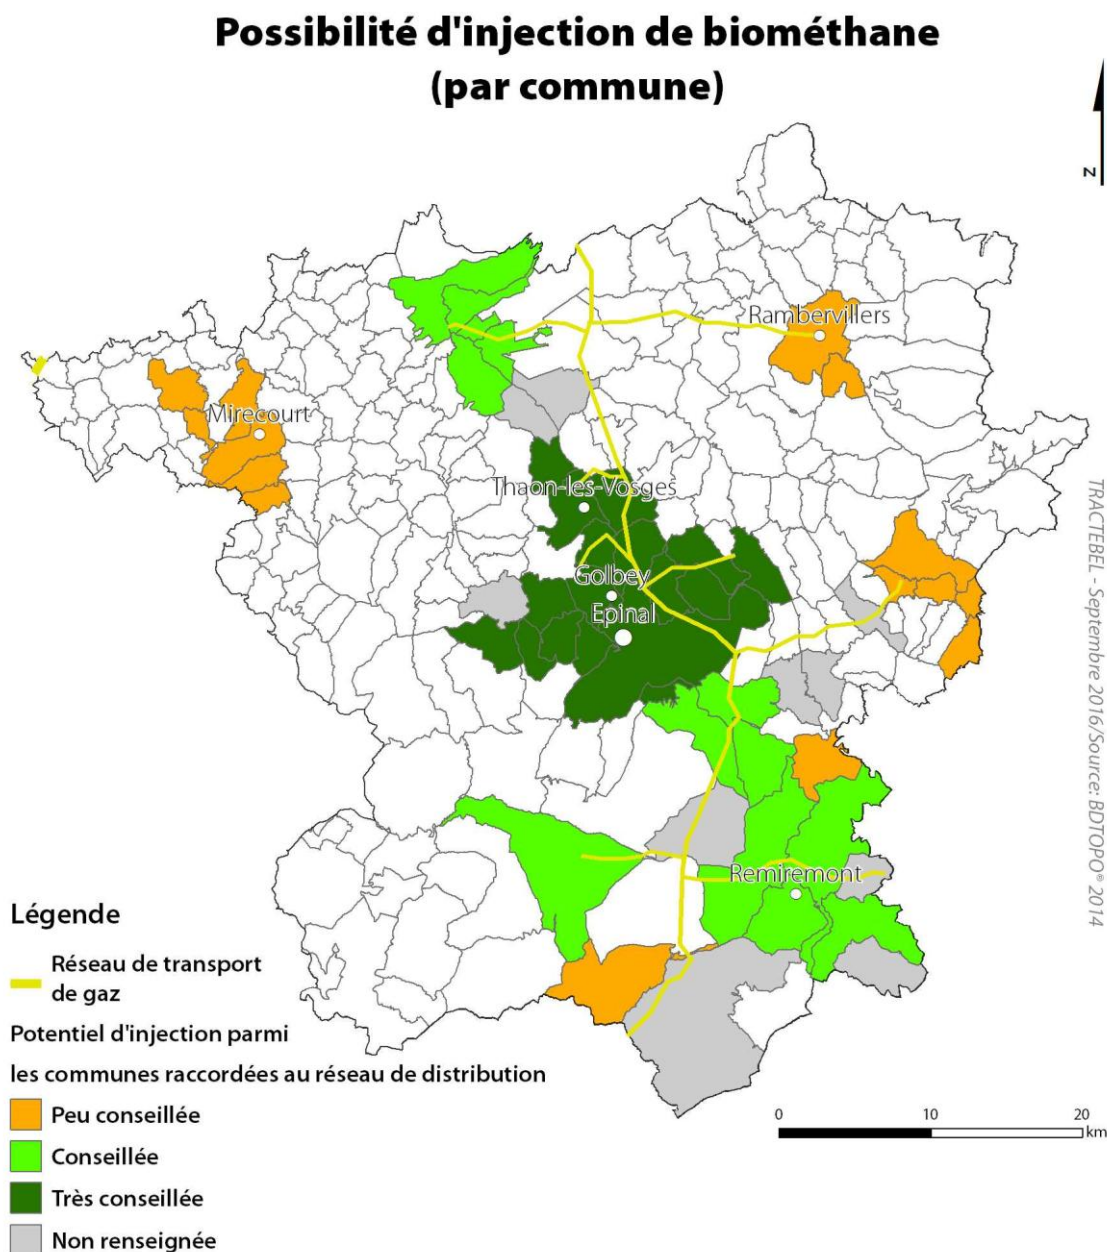 Possibilité d'injection de biométhane
(par commune)
N
Rambervillers
Mirecourt
Thaon-les-Vosges
Golbey
Epinal
Remiremont
TRACTEBEL - Septembre 2016/Source: BDTOPO® 2014
Légende
Réseau de transport
de gaz
Potentiel d'injection parmi
les communes raccordées au réseau de distribution
Peu conseillée
Conseillée
Très conseillée
Non renseignée
0 10 20
km